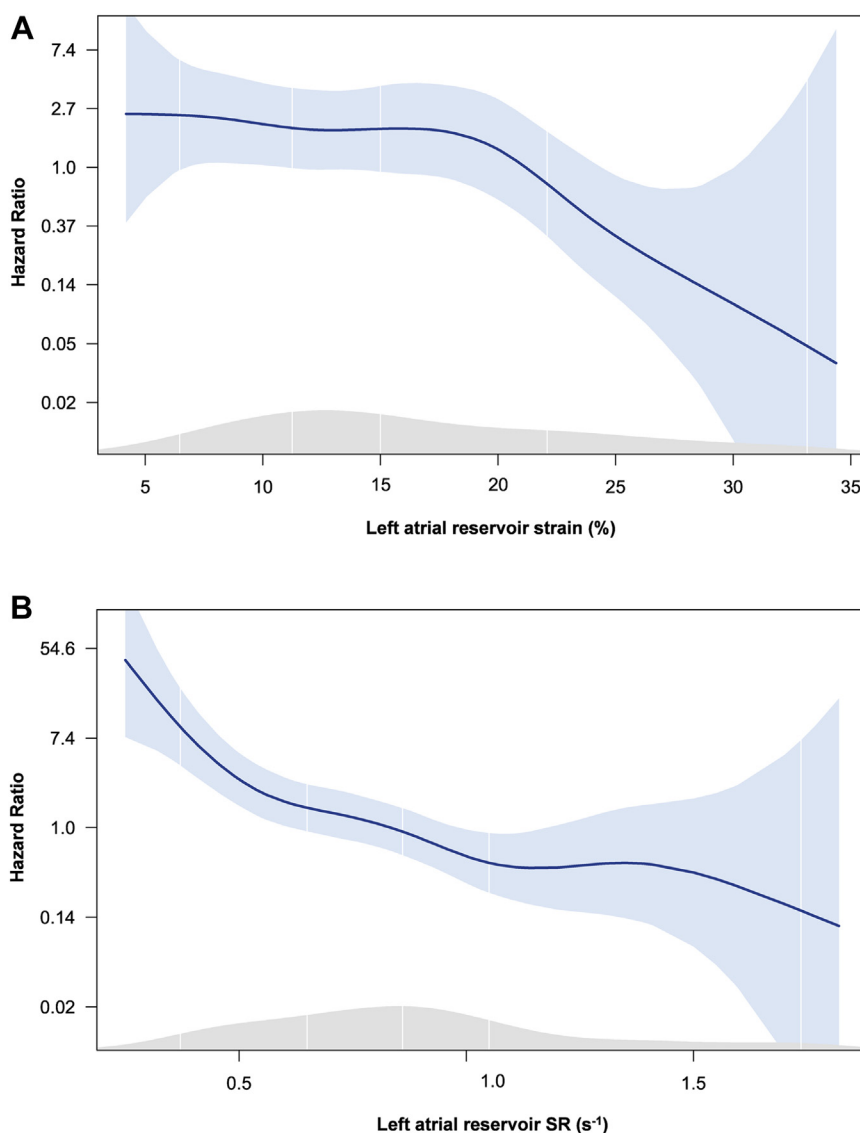 A
7.4
2.7
1.0
0.37
0.14
0.05
0.02
Hazard Ratio
5 10 15 20 25 30 35
Left atrial reservoir strain (%)
B
54.6
7.4
1.0
0.14
0.02
Hazard Ratio
0.5 1.0 1.5
Left atrial reservoir SR (s⁻¹)